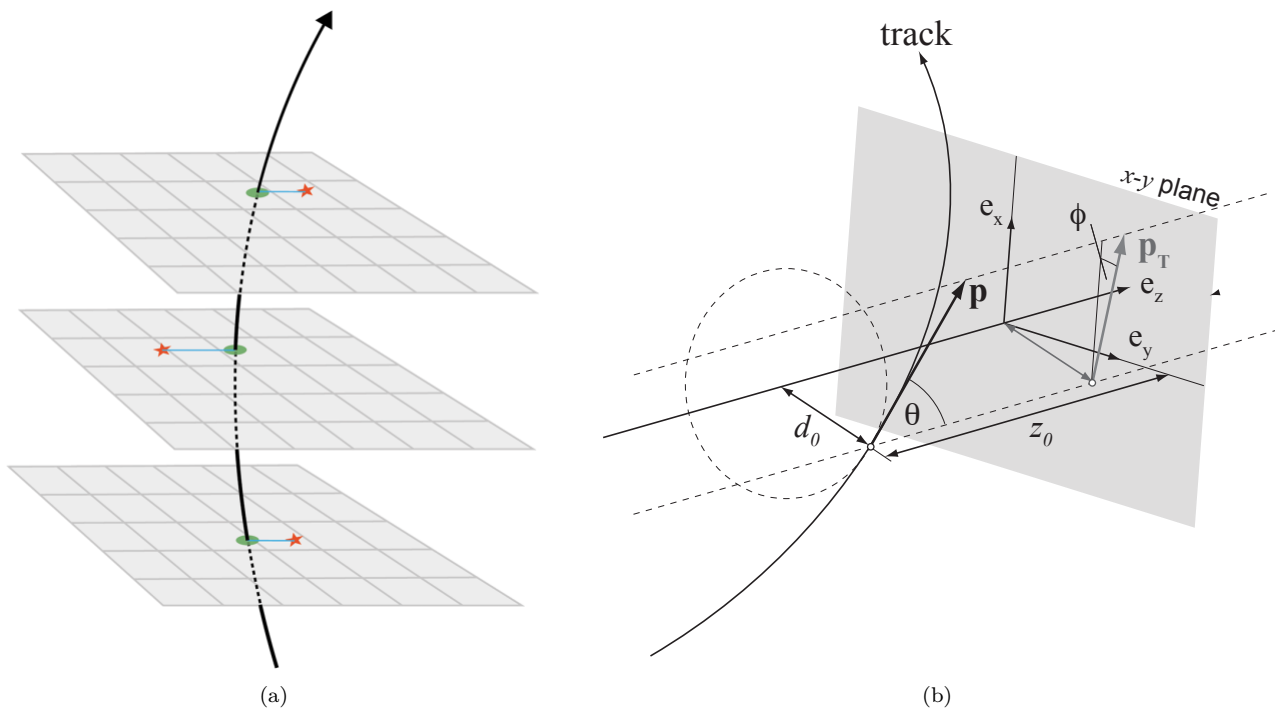 track
x-y plane
e_x
ϕ
p_T
p
e_z
e_y
θ
d_0
z_0
(a)
(b)